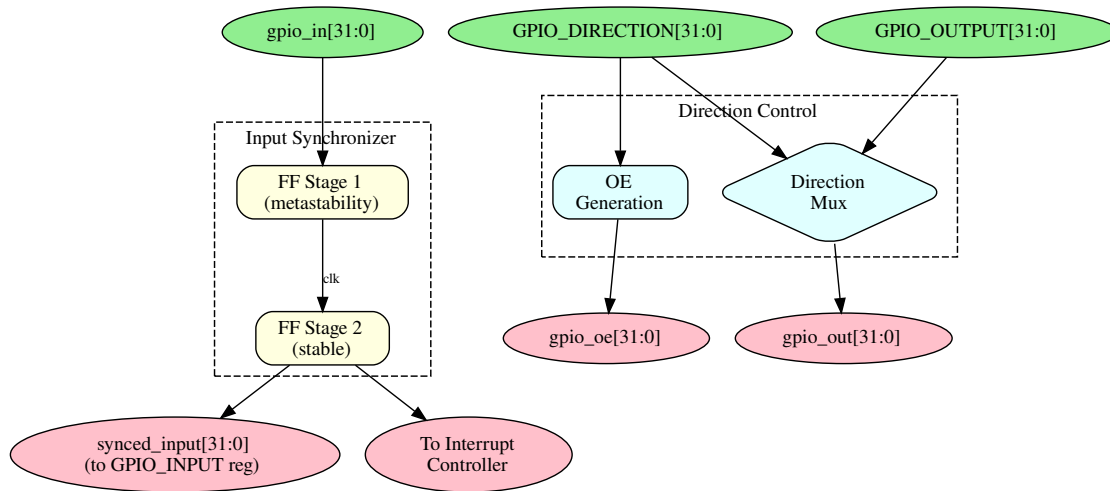 gpio_in[31:0]
GPIO_DIRECTION[31:0]
GPIO_OUTPUT[31:0]
Input Synchronizer
FF Stage 1
(metastability)
clk
FF Stage 2
(stable)
Direction Control
OE
Generation
Direction
Mux
gpio_oe[31:0]
gpio_out[31:0]
synced_input[31:0]
(to GPIO_INPUT reg)
To Interrupt
Controller